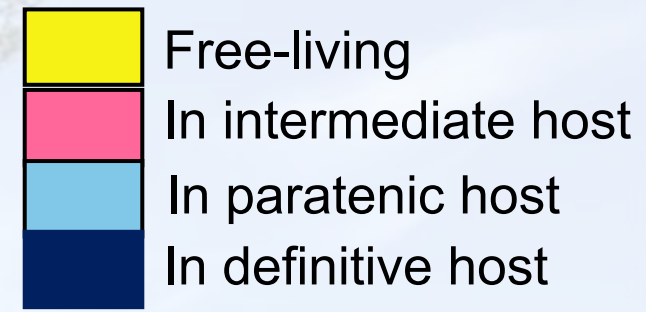 Free-living
In intermediate host
In paratenic host
In definitive host